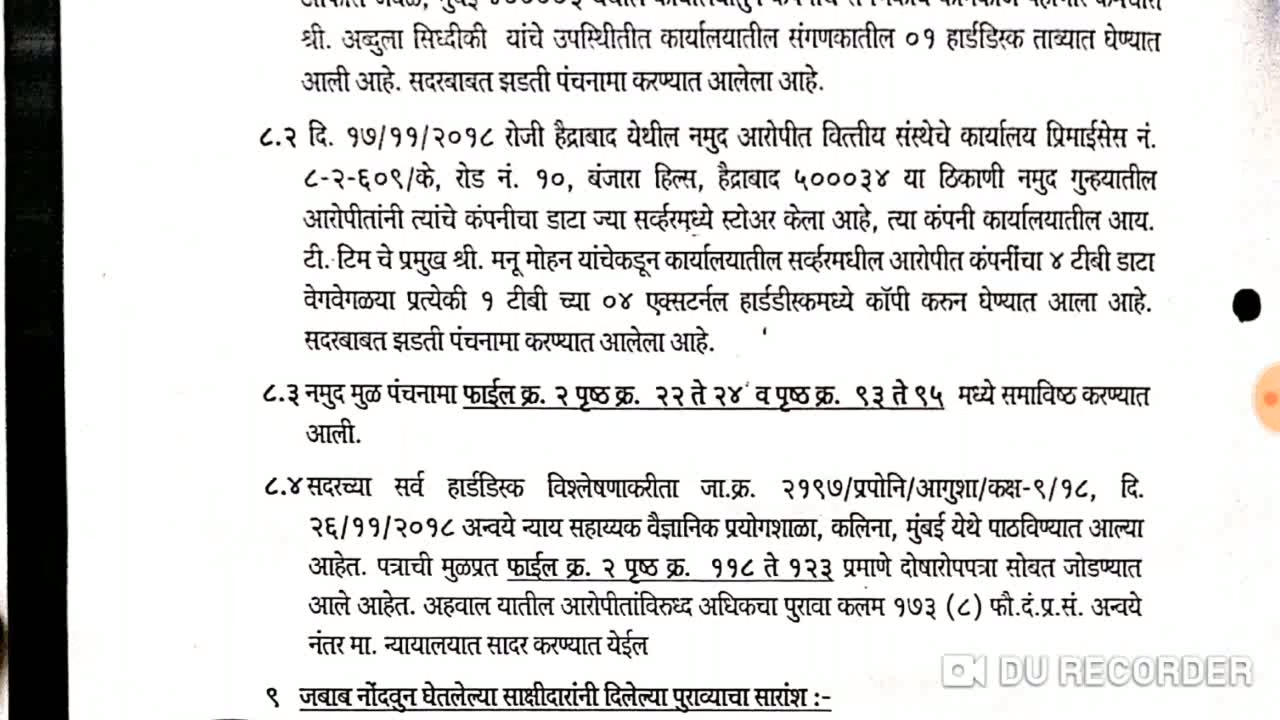 श्री. अब्दुला सिध्दीकी यांचे उपस्थितीत कार्यालयातील संगणकातील ०१ हार्डडिस्क ताब्यात घेण्यात
आली आहे. सदरबाबत झडती पंचनामा करण्यात आलेला आहे.
८.२ दि. १७/११/२०१८ रोजी हैद्राबाद येथील नमुद आरोपीत वित्तीय संस्थेचे कार्यालय प्रिमाईसेस नं.
८-२-६०९/के, रोड नं. १०, बंजारा हिल्स, हैद्राबाद ५०००३४ या ठिकाणी नमुद गुन्हयातील
आरोपीतांनी त्यांचे कंपनीचा डाटा ज्या सर्व्हरमध्ये स्टोअर केला आहे, त्या कंपनी कार्यालयातील आय.
टी. टिम चे प्रमुख श्री. मनू मोहन यांचेकडून कार्यालयातील सर्व्हरमधील आरोपीत कंपनींचा ४ टीबी डाटा
वेगवेगळया प्रत्येकी १ टीबी च्या ०४ एक्सटर्नल हार्डडीस्कमध्ये कॉपी करुन घेण्यात आला आहे.
सदरबाबत झडती पंचनामा करण्यात आलेला आहे.
८.३ नमुद मुळ पंचनामा फाईल क्र. २ पृष्ठ क्र. २२ ते २४ व पृष्ठ क्र. ९३ ते ९५ मध्ये समाविष्ठ करण्यात
आली.
८.४ सदरच्या सर्व हार्डडिस्क विश्लेषणाकरीता जा.क्र. २१९७/प्रपोनि/आगुशा/कक्ष-९/१८, दि.
२६/११/२०१८ अन्वये न्याय सहाय्यक वैज्ञानिक प्रयोगशाळा, कलिना, मुंबई येथे पाठविण्यात आल्या
आहेत. पत्राची मुळप्रत फाईल क्र. २ पृष्ठ क्र. ११८ ते १२३ प्रमाणे दोषारोपपत्रा सोबत जोडण्यात
आले आहेत. अहवाल यातील आरोपीतांविरुध्द अधिकचा पुरावा कलम १७३ (८) फौ.दं.प्र.सं. अन्वये
नंतर मा. न्यायालयात सादर करण्यात येईल
DU RECORDER
९ जबाब नोंदवुन घेतलेल्या साक्षीदारांनी दिलेल्या पुराव्याचा सारांश :-